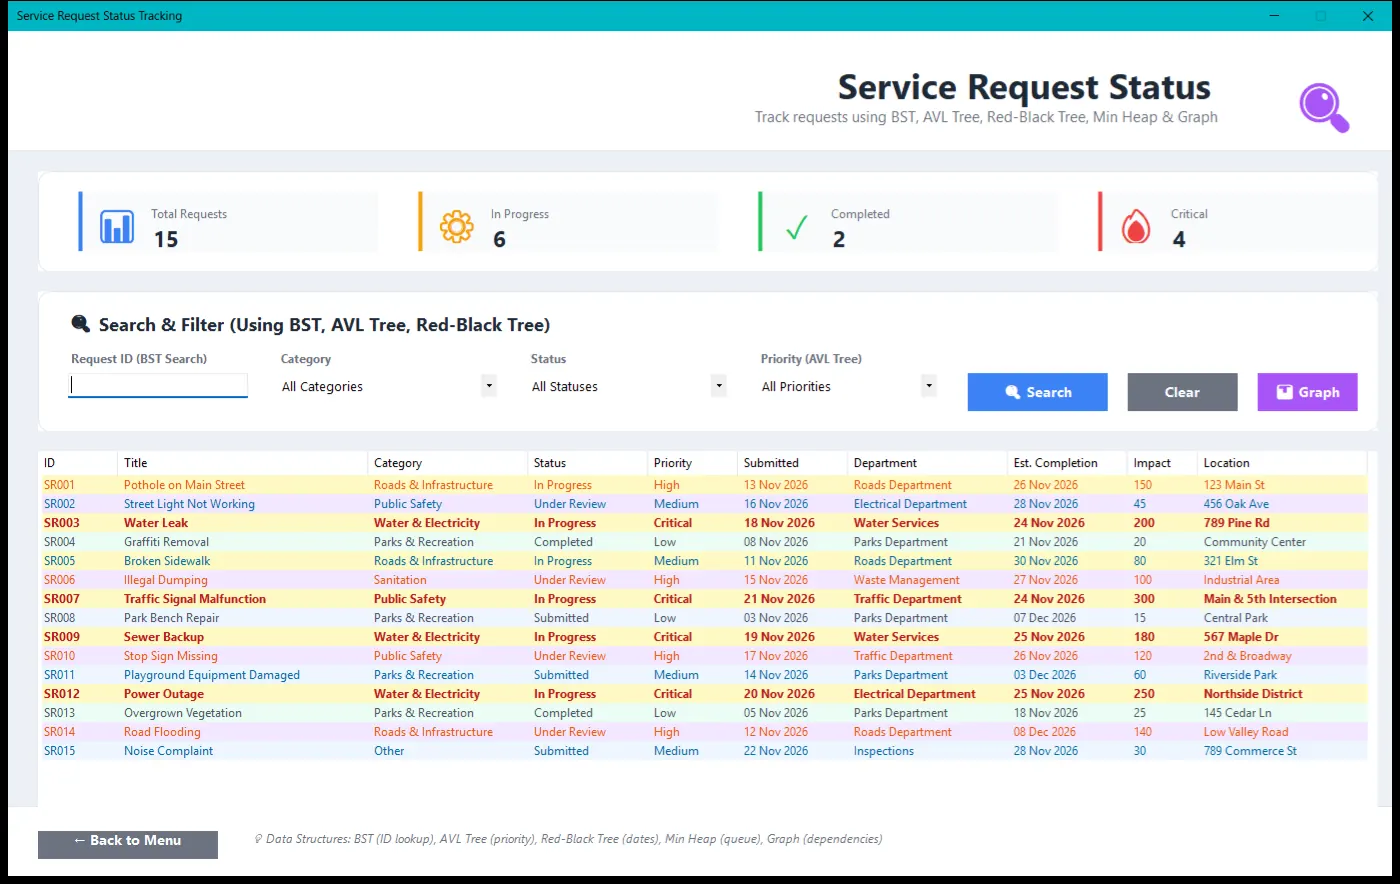 Service Request Status Tracking
Service Request Status
Track requests using BST, AVL Tree, Red-Black Tree, Min Heap & Graph
Total Requests
15
In Progress
6
Completed
2
Critical
4
Search & Filter (Using BST, AVL Tree, Red-Black Tree)
Request ID (BST Search) Category Status Priority (AVL Tree)
All Categories All Statuses All Priorities Search Clear Graph
ID Title Category Status Priority Submitted Department Est. Completion Impact Location
SR001 Pothole on Main Street Roads & Infrastructure In Progress High 13 Nov 2026 Roads Department 26 Nov 2026 150 123 Main St
SR002 Street Light Not Working Public Safety Under Review Medium 16 Nov 2026 Electrical Department 28 Nov 2026 45 456 Oak Ave
SR003 Water Leak Water & Electricity In Progress Critical 18 Nov 2026 Water Services 24 Nov 2026 200 789 Pine Rd
SR004 Graffiti Removal Parks & Recreation Completed Low 08 Nov 2026 Parks Department 21 Nov 2026 20 Community Center
SR005 Broken Sidewalk Roads & Infrastructure In Progress Medium 11 Nov 2026 Roads Department 30 Nov 2026 80 321 Elm St
SR006 Illegal Dumping Sanitation Under Review High 15 Nov 2026 Waste Management 27 Nov 2026 100 Industrial Area
SR007 Traffic Signal Malfunction Public Safety In Progress Critical 21 Nov 2026 Traffic Department 24 Nov 2026 300 Main & 5th Intersection
SR008 Park Bench Repair Parks & Recreation Submitted Low 03 Nov 2026 Parks Department 07 Dec 2026 15 Central Park
SR009 Sewer Backup Water & Electricity In Progress Critical 19 Nov 2026 Water Services 25 Nov 2026 180 567 Maple Dr
SR010 Stop Sign Missing Public Safety Under Review High 17 Nov 2026 Traffic Department 26 Nov 2026 120 2nd & Broadway
SR011 Playground Equipment Damaged Parks & Recreation Submitted Medium 14 Nov 2026 Parks Department 03 Dec 2026 60 Riverside Park
SR012 Power Outage Water & Electricity In Progress Critical 20 Nov 2026 Electrical Department 25 Nov 2026 250 Northside District
SR013 Overgrown Vegetation Parks & Recreation Completed Low 05 Nov 2026 Parks Department 18 Nov 2026 25 145 Cedar Ln
SR014 Road Flooding Roads & Infrastructure Under Review High 12 Nov 2026 Roads Department 08 Dec 2026 140 Low Valley Road
SR015 Noise Complaint Other Submitted Medium 22 Nov 2026 Inspections 28 Nov 2026 30 789 Commerce St
← Back to Menu
Data Structures: BST (ID lookup), AVL Tree (priority), Red-Black Tree (dates), Min Heap (queue), Graph (dependencies)